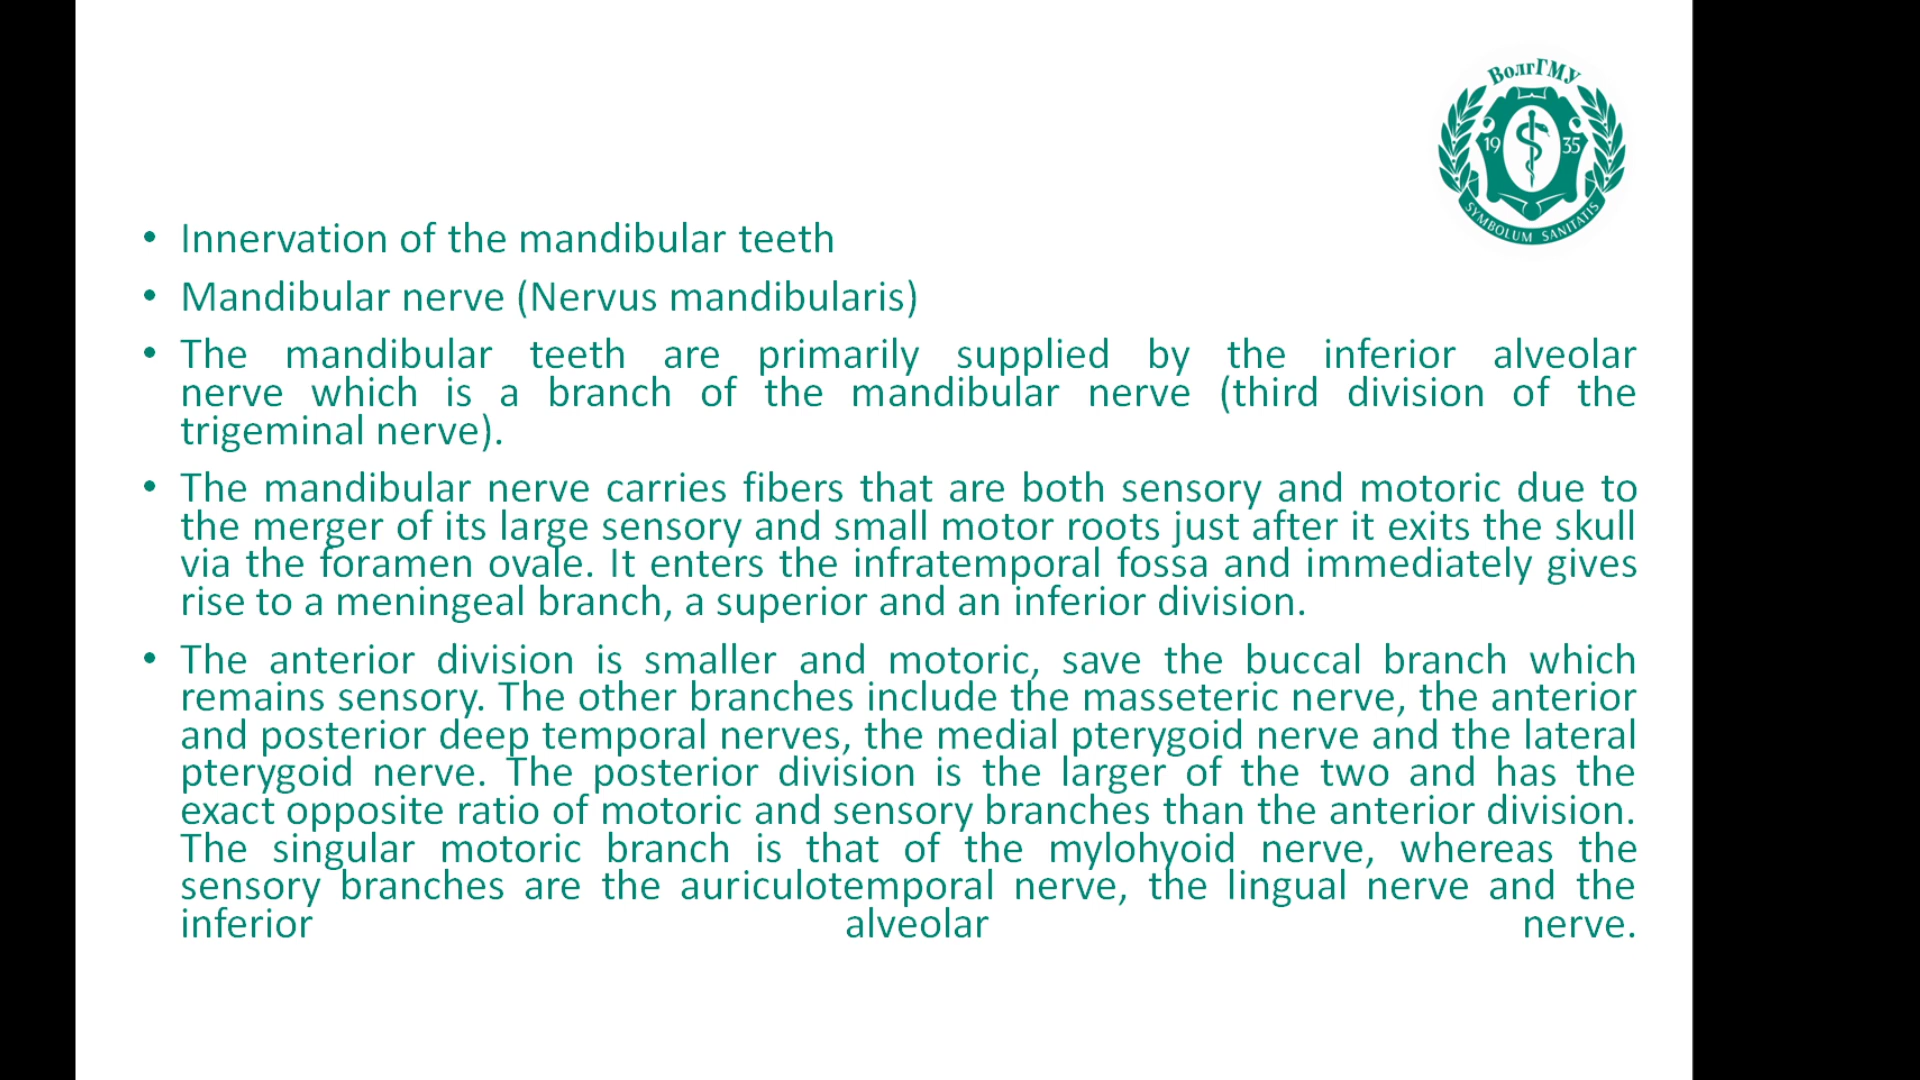 ВолгГМУ
19 35
SYMBOLUM SANITATIS
• Innervation of the mandibular teeth
• Mandibular nerve (Nervus mandibularis)
• The mandibular teeth are primarily supplied by the inferior alveolar
nerve which is a branch of the mandibular nerve (third division of the
trigeminal nerve).
• The mandibular nerve carries fibers that are both sensory and motoric due to
the merger of its large sensory and small motor roots just after it exits the skull
via the foramen ovale. It enters the infratemporal fossa and immediately gives
rise to a meningeal branch, a superior and an inferior division.
• The anterior division is smaller and motoric, save the buccal branch which
remains sensory. The other branches include the masseteric nerve, the anterior
and posterior deep temporal nerves, the medial pterygoid nerve and the lateral
pterygoid nerve. The posterior division is the larger of the two and has the
exact opposite ratio of motoric and sensory branches than the anterior division.
The singular motoric branch is that of the mylohyoid nerve, whereas the
sensory branches are the auriculotemporal nerve, the lingual nerve and the
inferior alveolar nerve.